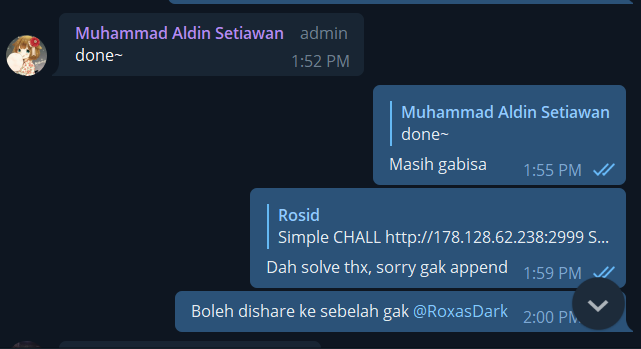 Muhammad Aldin Setiawan admin
done~
1:52 PM
Muhammad Aldin Setiawan
done~
Masih gabisa
1:55 PM
Rosid
Simple CHALL http://178.128.62.238:2999 S...
Dah solve thx, sorry gak append
1:59 PM
Boleh dishare ke sebelah gak @RoxasDark
2:00 PM